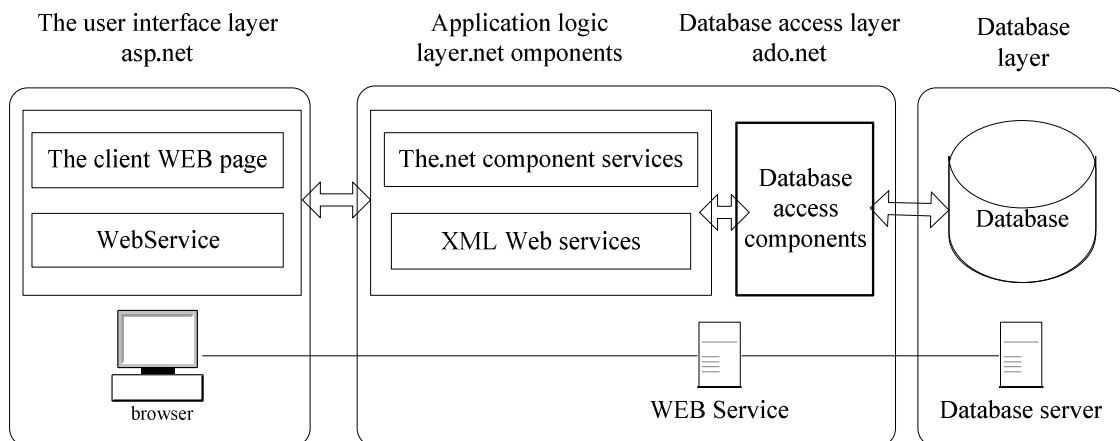 The user interface layer
asp.net
Application logic
layer.net omponents
Database access layer
ado.net
Database
layer
The client WEB page
WebService
The.net component services
XML Web services
Database
access
components
Database
browser
WEB Service
Database server